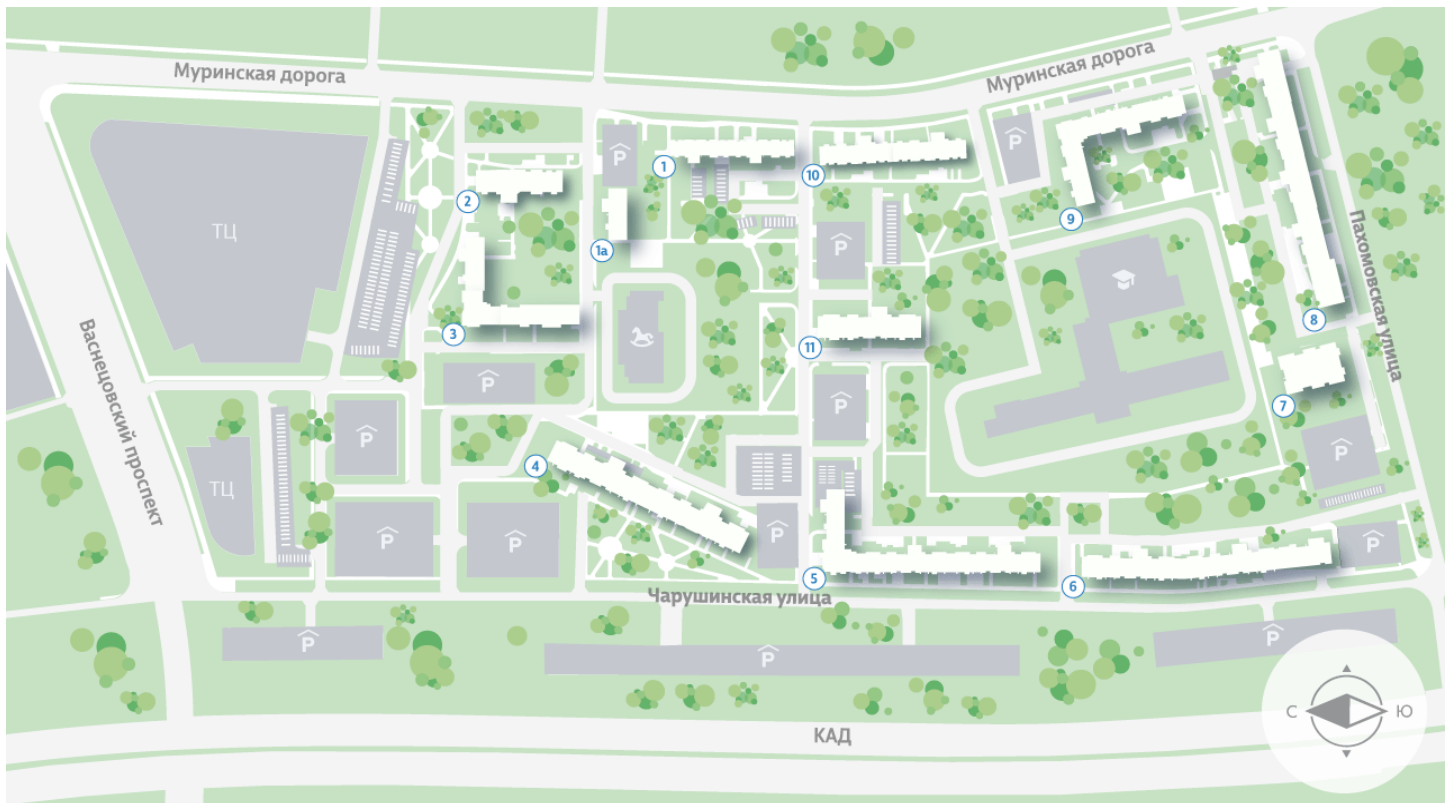 Муринская дорога
Муринская дорога
P
1
10
P
2
9
ТЦ
1а
P
Пахомовская улица
3
11
8
Васнецовский проспект
P
P
7
P
4
P
ТЦ
P
P
P
P
5
6
Чарушинская улица
P
P
P
С
Ю
КАД